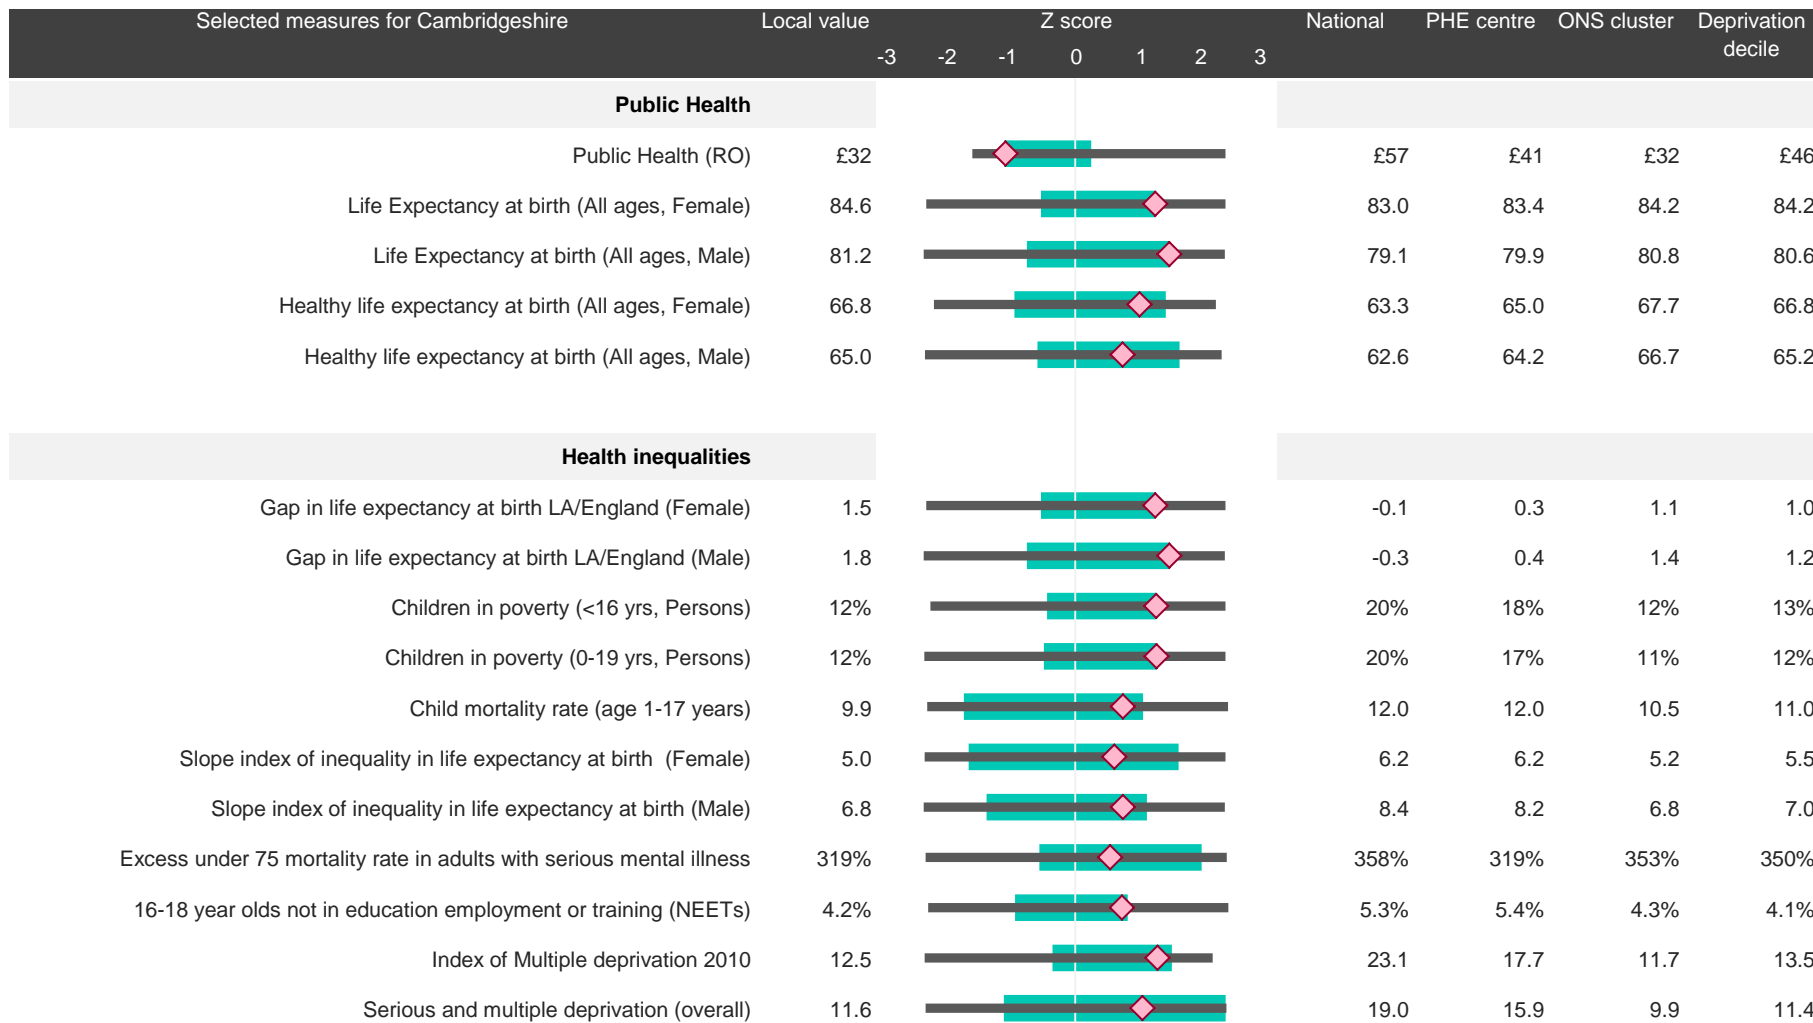 Selected measures for Cambridgeshire Local value Z score National PHE centre ONS cluster Deprivation decile
-3 -2 -1 0 1 2 3
Public Health
Public Health (RO) £32 £57 £41 £32 £46
Life Expectancy at birth (All ages, Female) 84.6 83.0 83.4 84.2 84.2
Life Expectancy at birth (All ages, Male) 81.2 79.1 79.9 80.8 80.6
Healthy life expectancy at birth (All ages, Female) 66.8 63.3 65.0 67.7 66.8
Healthy life expectancy at birth (All ages, Male) 65.0 62.6 64.2 66.7 65.2
Health inequalities
Gap in life expectancy at birth LA/England (Female) 1.5 -0.1 0.3 1.1 1.0
Gap in life expectancy at birth LA/England (Male) 1.8 -0.3 0.4 1.4 1.2
Children in poverty (<16 yrs, Persons) 12% 20% 18% 12% 13%
Children in poverty (0-19 yrs, Persons) 12% 20% 17% 11% 12%
Child mortality rate (age 1-17 years) 9.9 12.0 12.0 10.5 11.0
Slope index of inequality in life expectancy at birth (Female) 5.0 6.2 6.2 5.2 5.5
Slope index of inequality in life expectancy at birth (Male) 6.8 8.4 8.2 6.8 7.0
Excess under 75 mortality rate in adults with serious mental illness 319% 358% 319% 353% 350%
16-18 year olds not in education employment or training (NEETs) 4.2% 5.3% 5.4% 4.3% 4.1%
Index of Multiple deprivation 2010 12.5 23.1 17.7 11.7 13.5
Serious and multiple deprivation (overall) 11.6 19.0 15.9 9.9 11.4